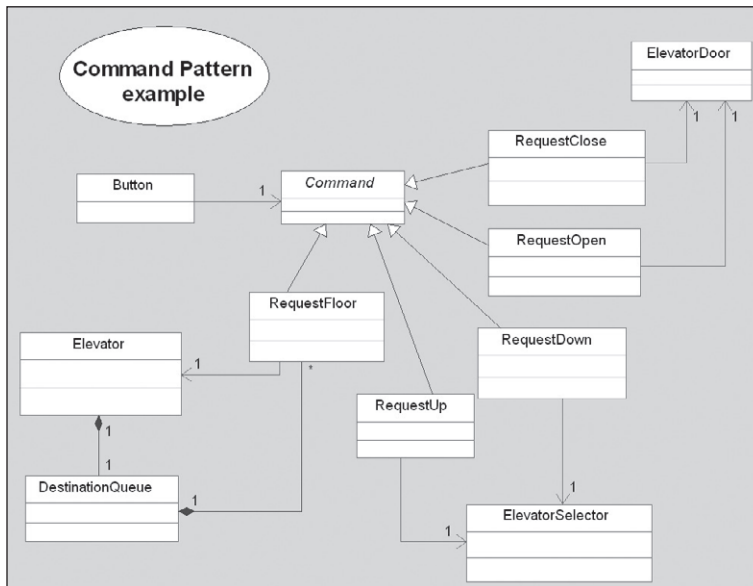 Command Pattern
example
ElevatorDoor
1
1
RequestClose
Button
1
Command
RequestOpen
RequestFloor
Elevator
1
*
RequestDown
RequestUp
1
1
DestinationQueue
1
1
1
ElevatorSelector